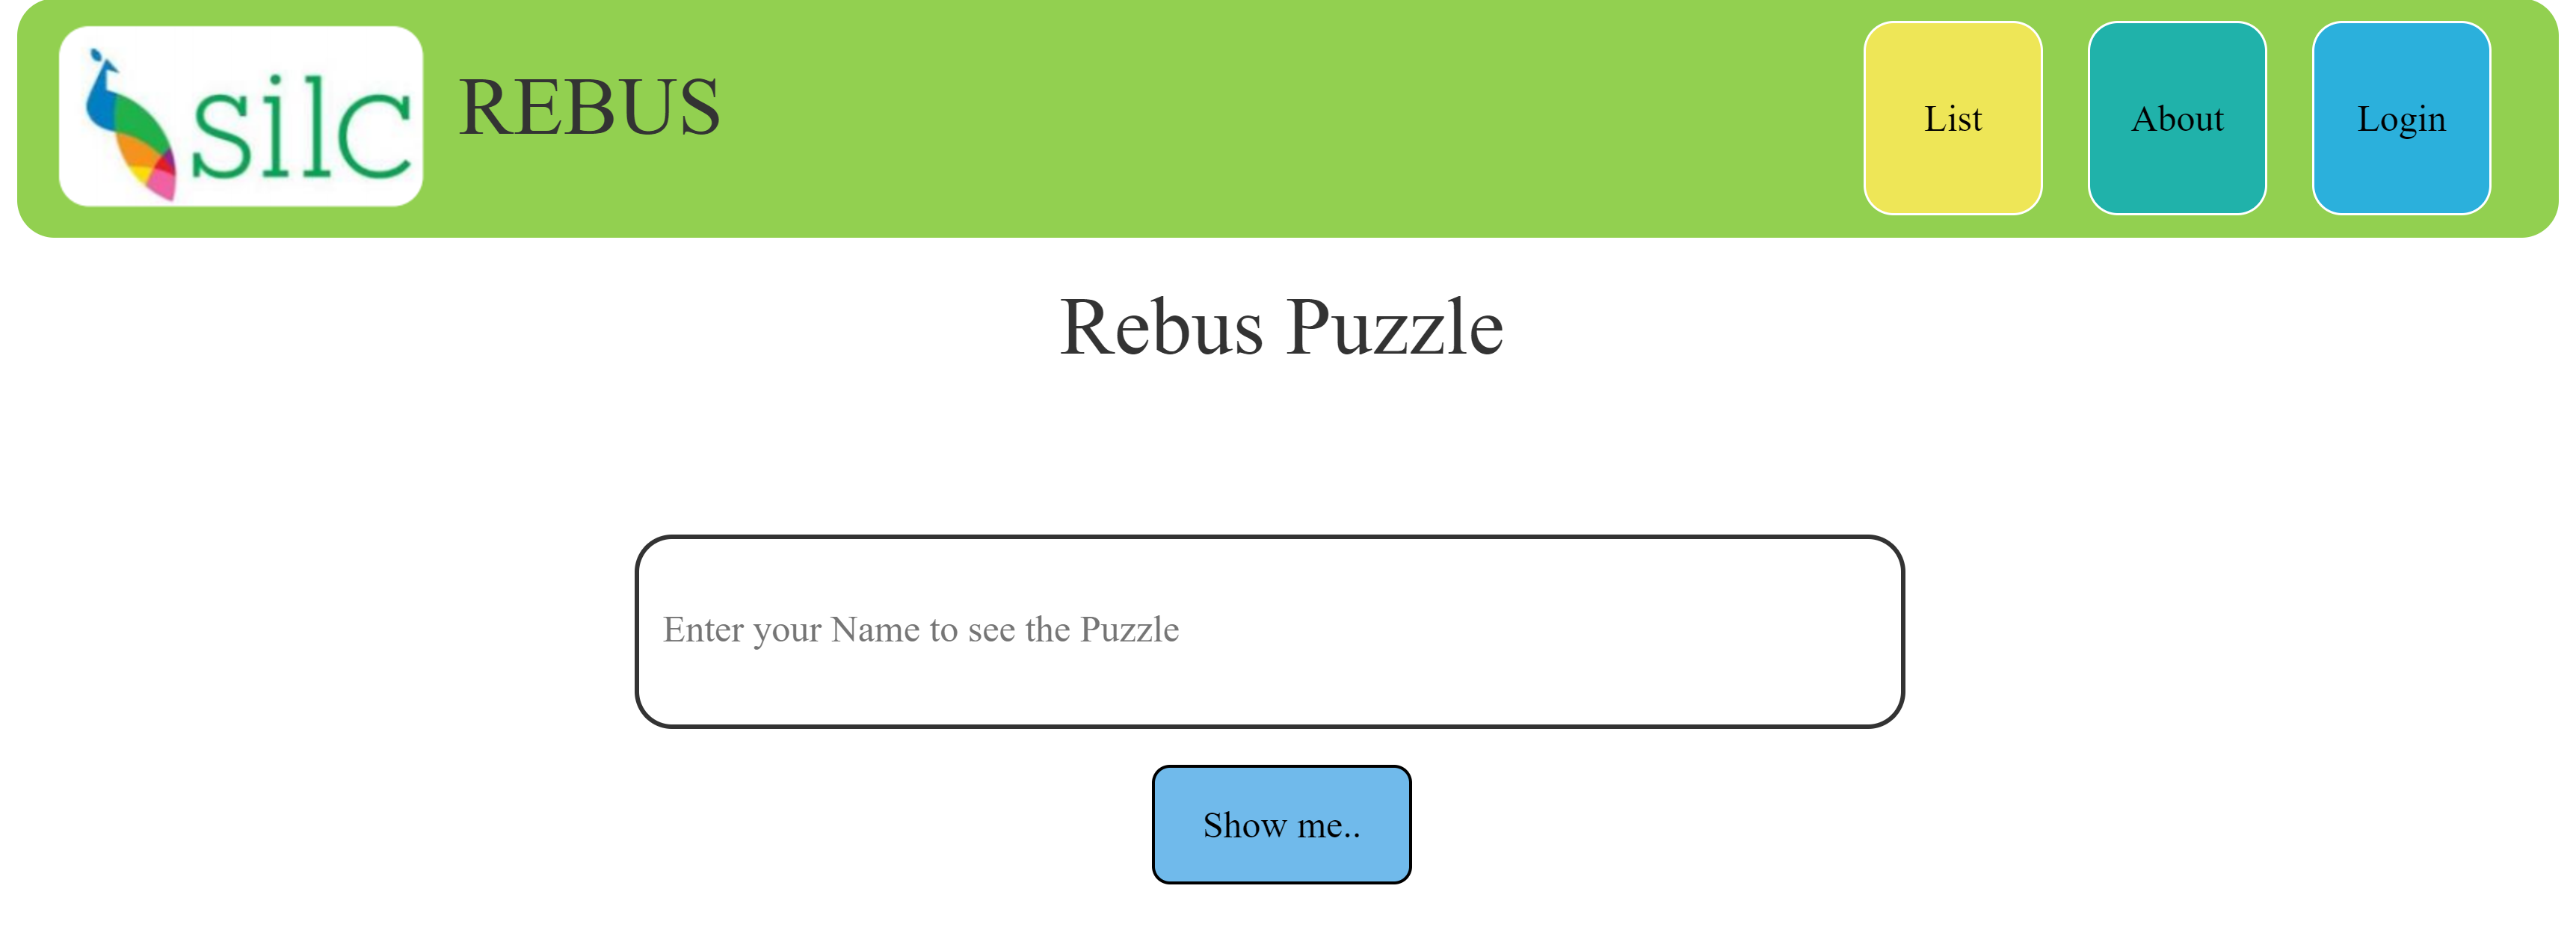 silc
REBUS
List
About
Login
Rebus Puzzle
Enter your Name to see the Puzzle
Show me..